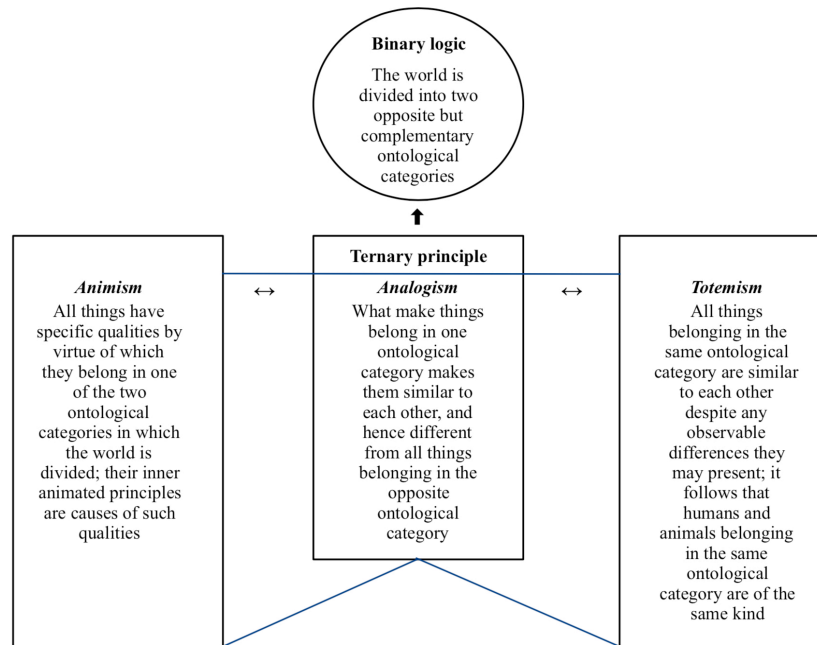 Binary logic
The world is
divided into two
opposite but
complementary
ontological
categories
Ternary principle
Animism
All things have
specific qualities by
virtue of which
they belong in one
of the two
ontological
categories in which
the world is
divided; their inner
animated principles
are causes of such
qualities
Analogism
What make things
belong in one
ontological
category makes
them similar to
each other, and
hence different
from all things
belonging in the
opposite
ontological
category
Totemism
All things
belonging in the
same ontological
category are similar
to each other
despite any
observable
differences they
may present; it
follows that
humans and
animals belonging
in the same
ontological
category are of the
same kind